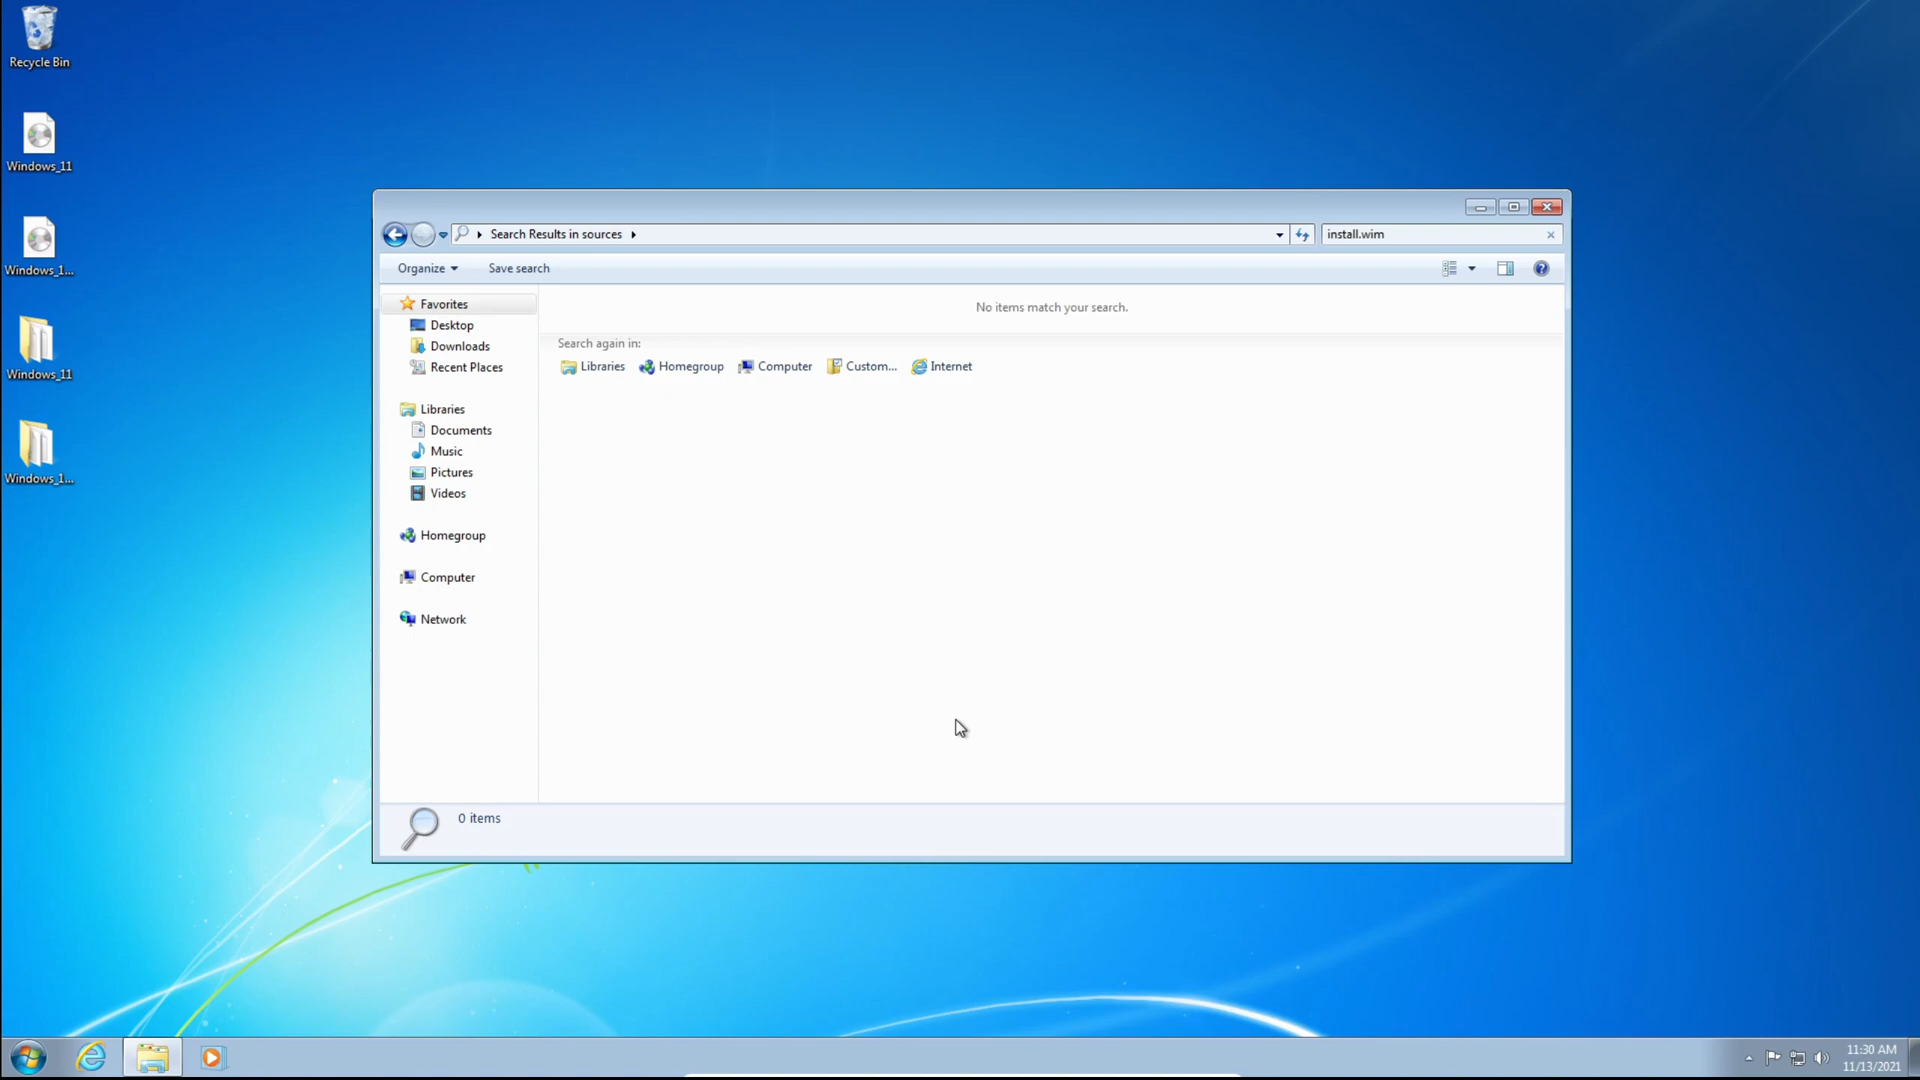 Recycle Bin
Windows_11
Windows_1...
Windows_11
Windows_1...
Search Results in sources
install.wim
Organize
Save search
Favorites
Desktop
Downloads
Recent Places
Libraries
Documents
Music
Pictures
Videos
Homegroup
Computer
Network
No items match your search.
Search again in:
Libraries
Homegroup
Computer
Custom...
Internet
0 items
11:30 AM
11/13/2021